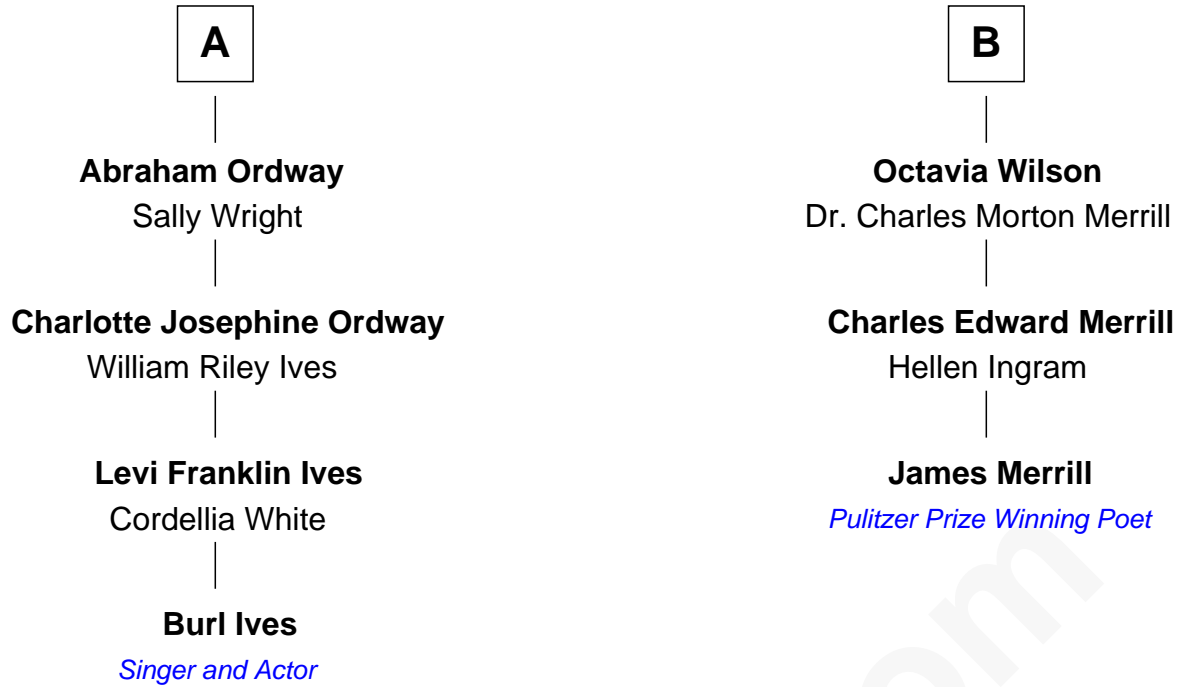 A
Abraham Ordway
Sally Wright
Charlotte Josephine Ordway
William Riley Ives
Levi Franklin Ives
Cordellia White
Burl Ives
Singer and Actor
B
Octavia Wilson
Dr. Charles Morton Merrill
Charles Edward Merrill
Hellen Ingram
James Merrill
Pulitzer Prize Winning Poet
om